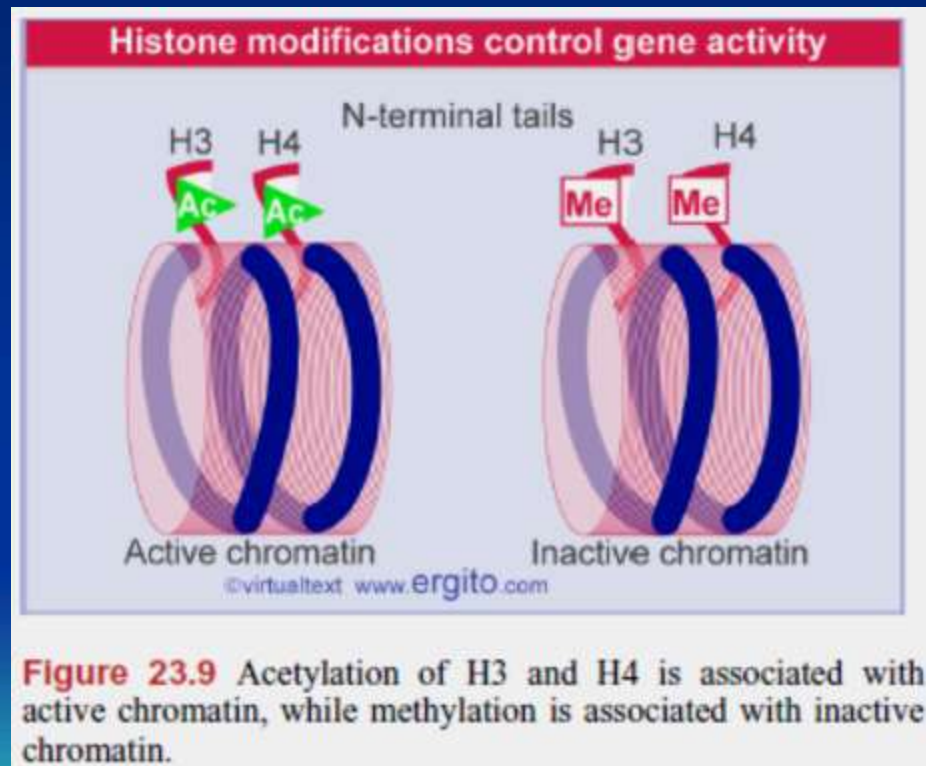 Histone modifications control gene activity
N-terminal tails
H3 H4 H3 H4
Ac Ac Me Me
Active chromatin Inactive chromatin
©virtualtext www.ergito.com
Figure 23.9 Acetylation of H3 and H4 is associated with
active chromatin, while methylation is associated with inactive
chromatin.